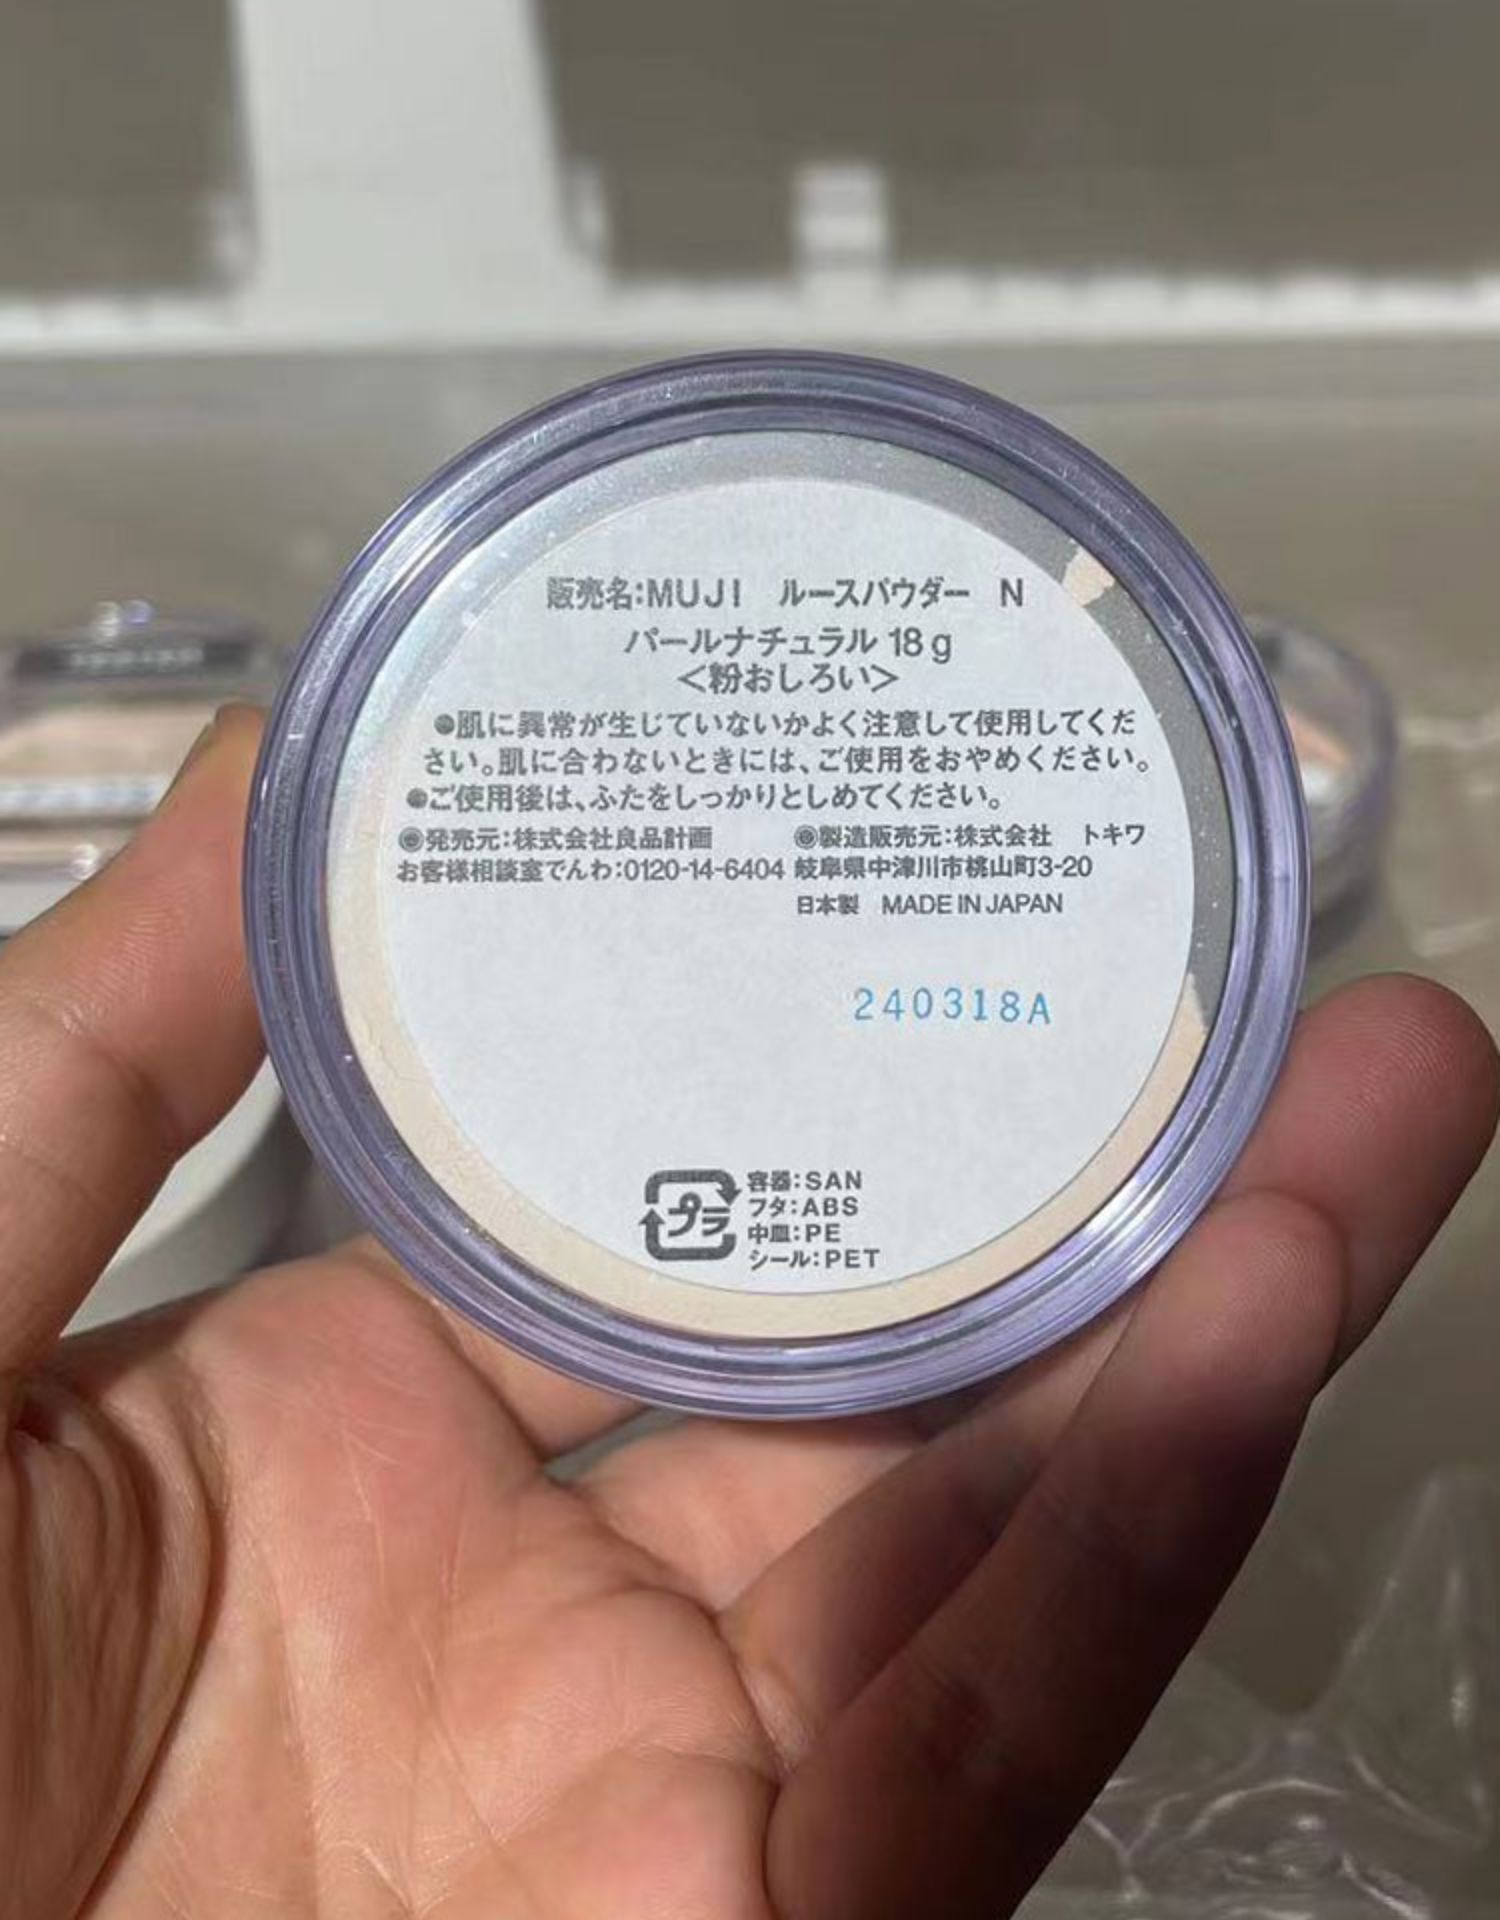 販売名:MUJI ルースパウダー N
パールナチュラル 18g
<粉おしろい>
●肌に異常が生じていないかよく注意して使用してくだ
さい。肌に合わないときには、ご使用をおやめください。
●ご使用後は、ふたをしっかりとしめてください。
◎発売元:株式会社良品計画
お客様相談室でんわ:0120-14-6404
◎製造販売元:株式会社 トキワ
岐阜県中津川市桃山町3-20
日本製 MADE IN JAPAN
240318A
プラ
容器:SAN
フタ:ABS
中皿:PE
シール:PET